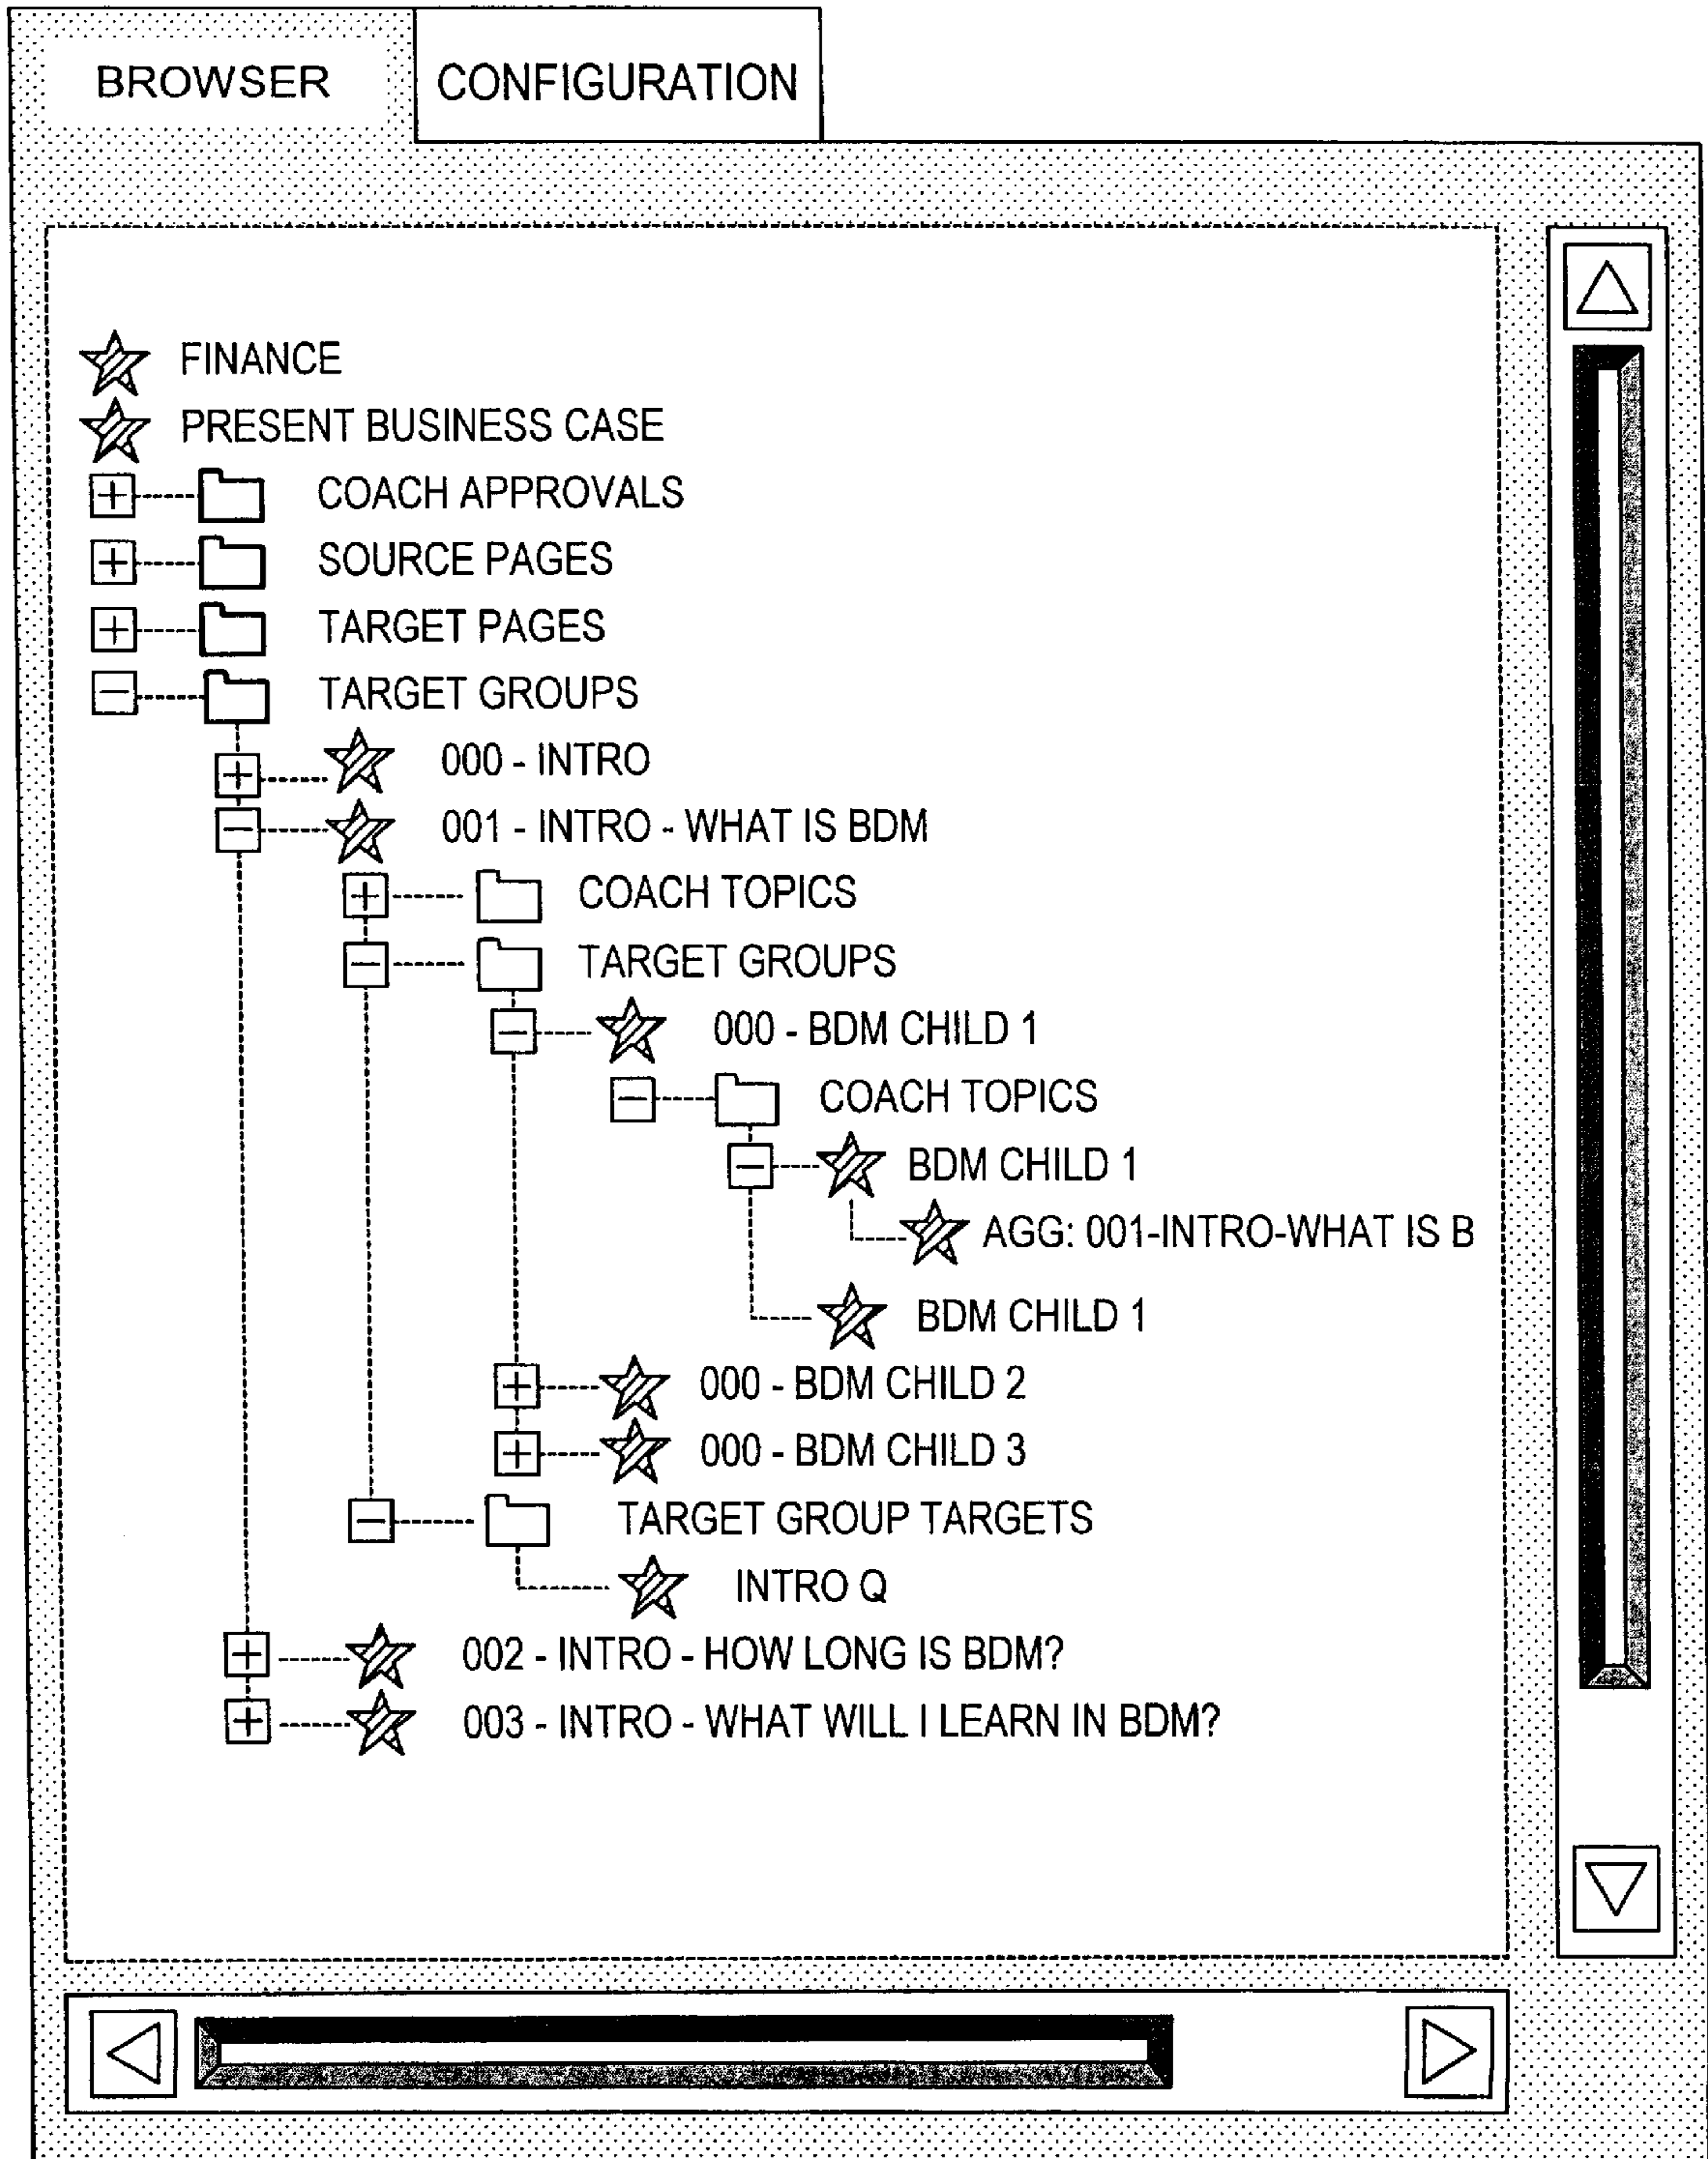 BROWSER
CONFIGURATION
FINANCE
PRESENT BUSINESS CASE
COACH APPROVALS
SOURCE PAGES
TARGET PAGES
TARGET GROUPS
000 - INTRO
001 - INTRO - WHAT IS BDM
COACH TOPICS
TARGET GROUPS
000 - BDM CHILD 1
COACH TOPICS
BDM CHILD 1
AGG: 001-INTRO-WHAT IS B
BDM CHILD 1
000 - BDM CHILD 2
000 - BDM CHILD 3
TARGET GROUP TARGETS
INTRO Q
002 - INTRO - HOW LONG IS BDM?
003 - INTRO - WHAT WILL I LEARN IN BDM?